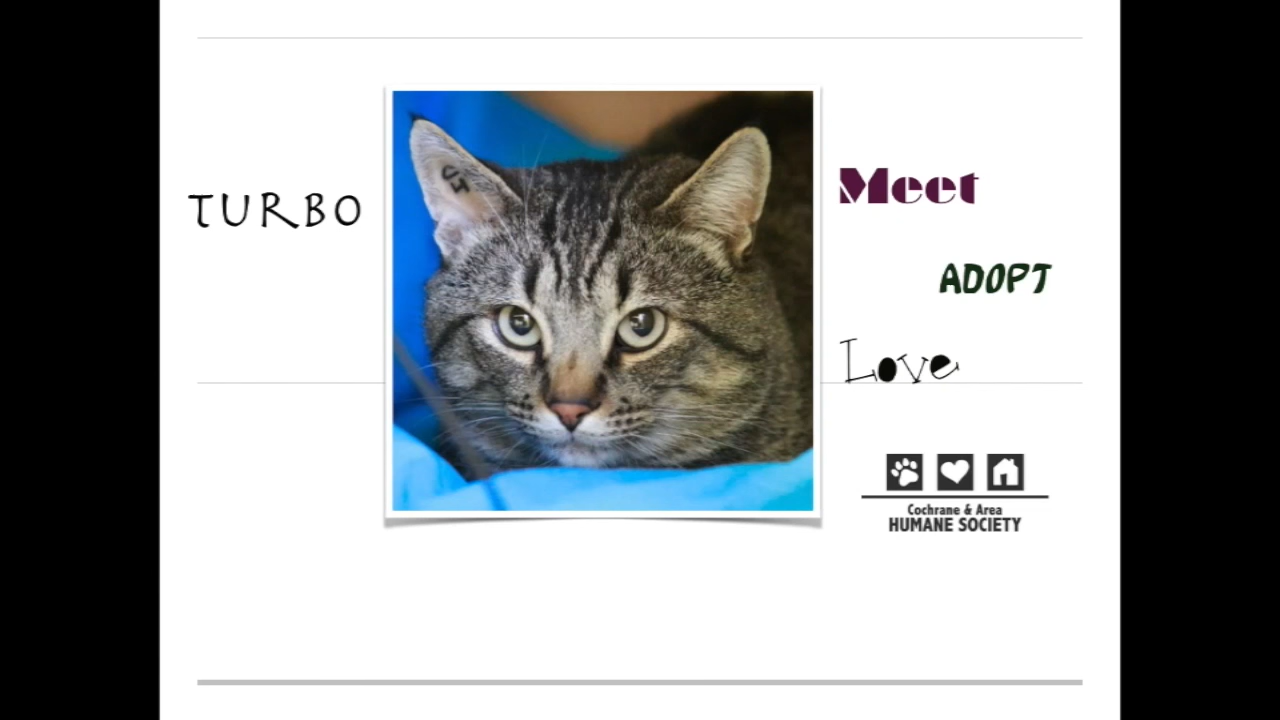 TURBO
Meet
ADOPT
Love
Cochrane & Area
HUMANE SOCIETY